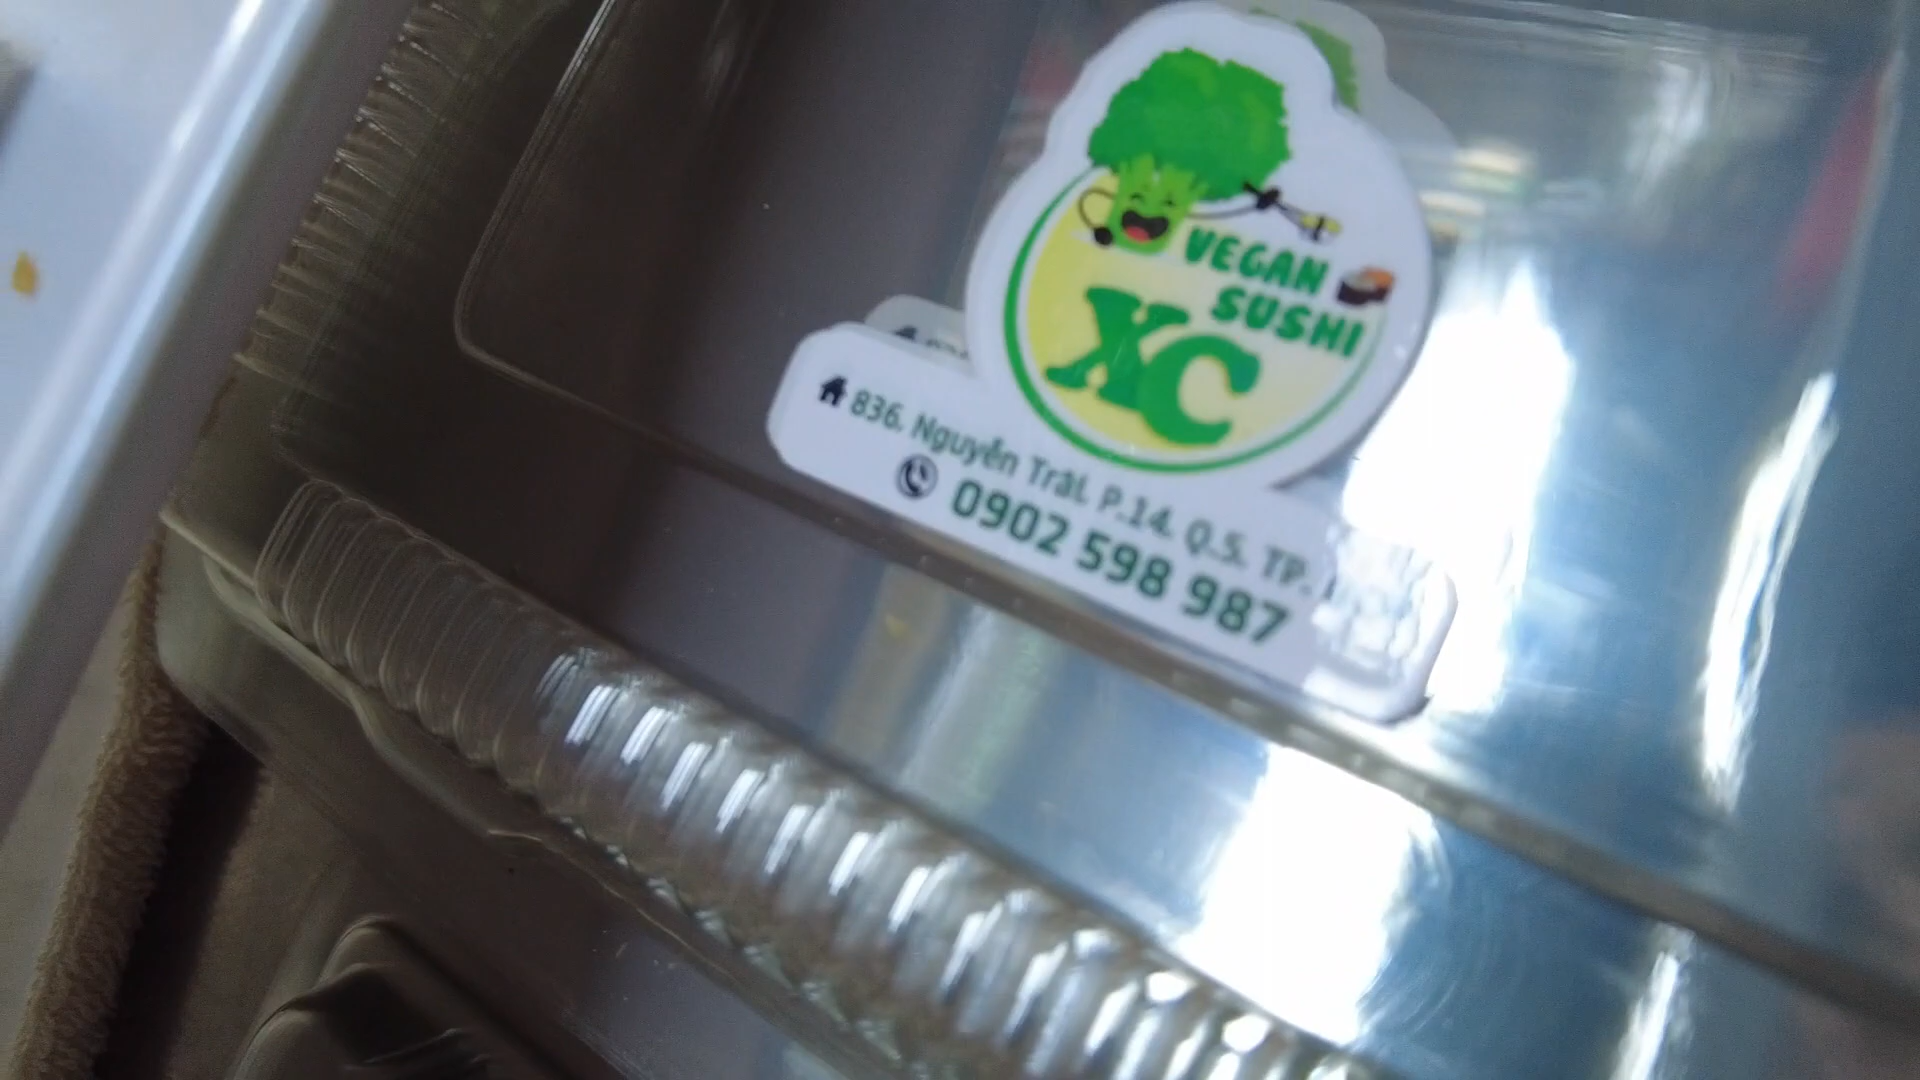 VEGAN
SUSHI
XC
836. Nguyễn Trãi. P.14. Q.5. TP.
0902 598 987